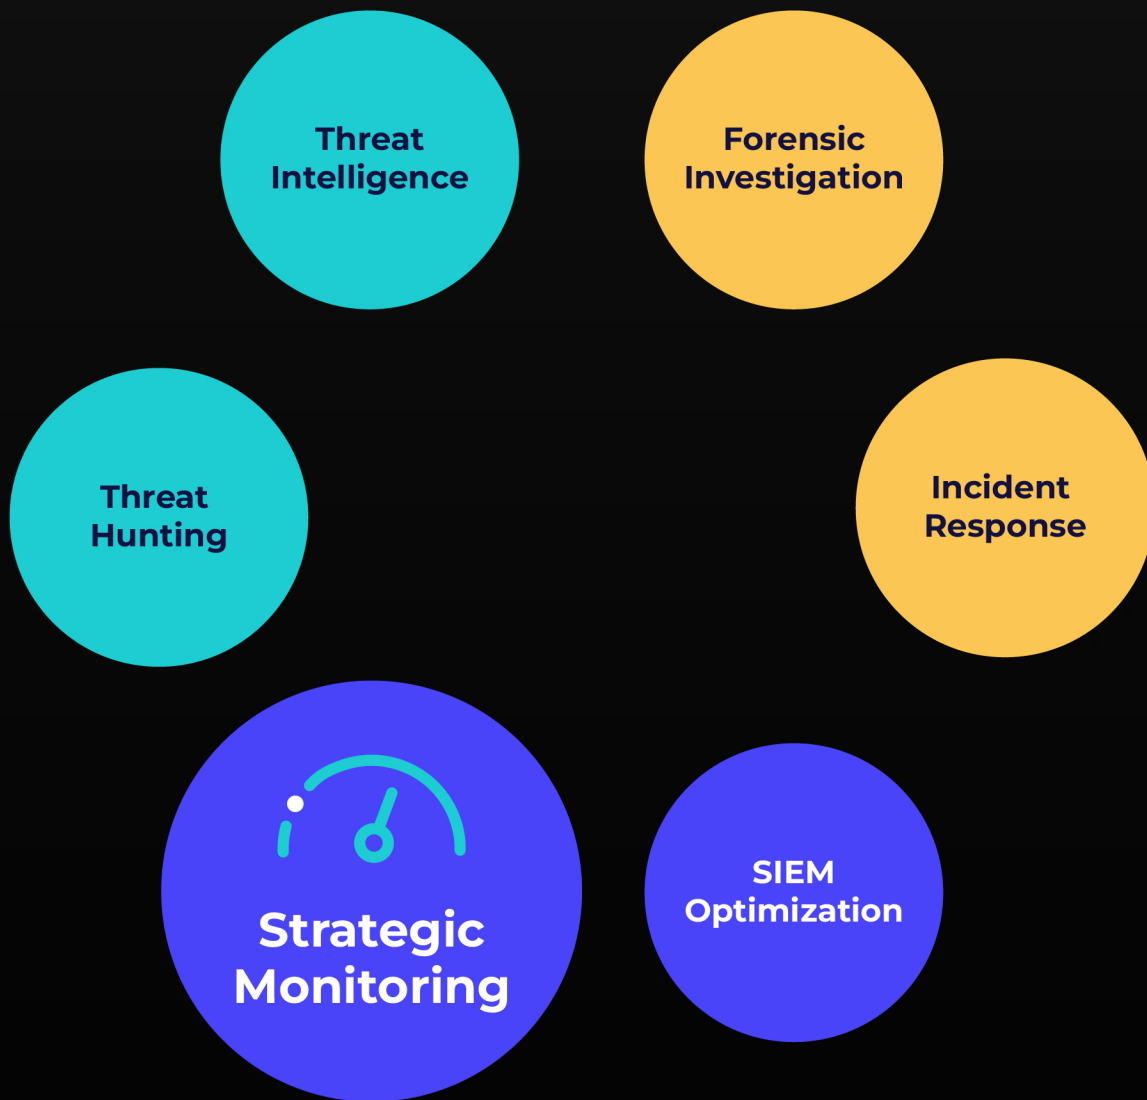 Threat
Intelligence
Forensic
Investigation
Threat
Hunting
Incident
Response
Strategic
Monitoring
SIEM
Optimization